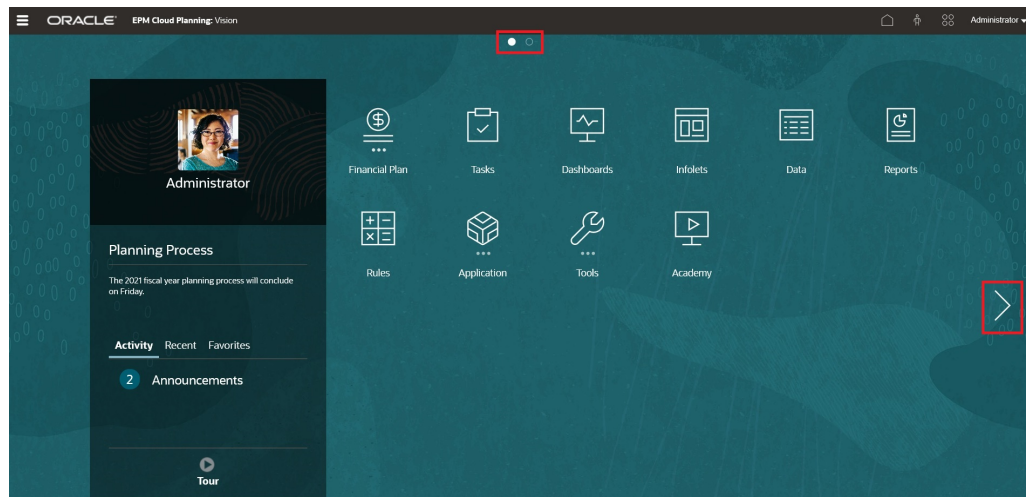 ORACLE® EPM Cloud Planning: Vision Administrator
Administrator
Planning Process
The 2021 fiscal year planning process will conclude
on Friday.
Activity Recent Favorites
2 Announcements
Tour
Financial Plan Tasks Dashboards Infolets Data Reports
Rules Application Tools Academy